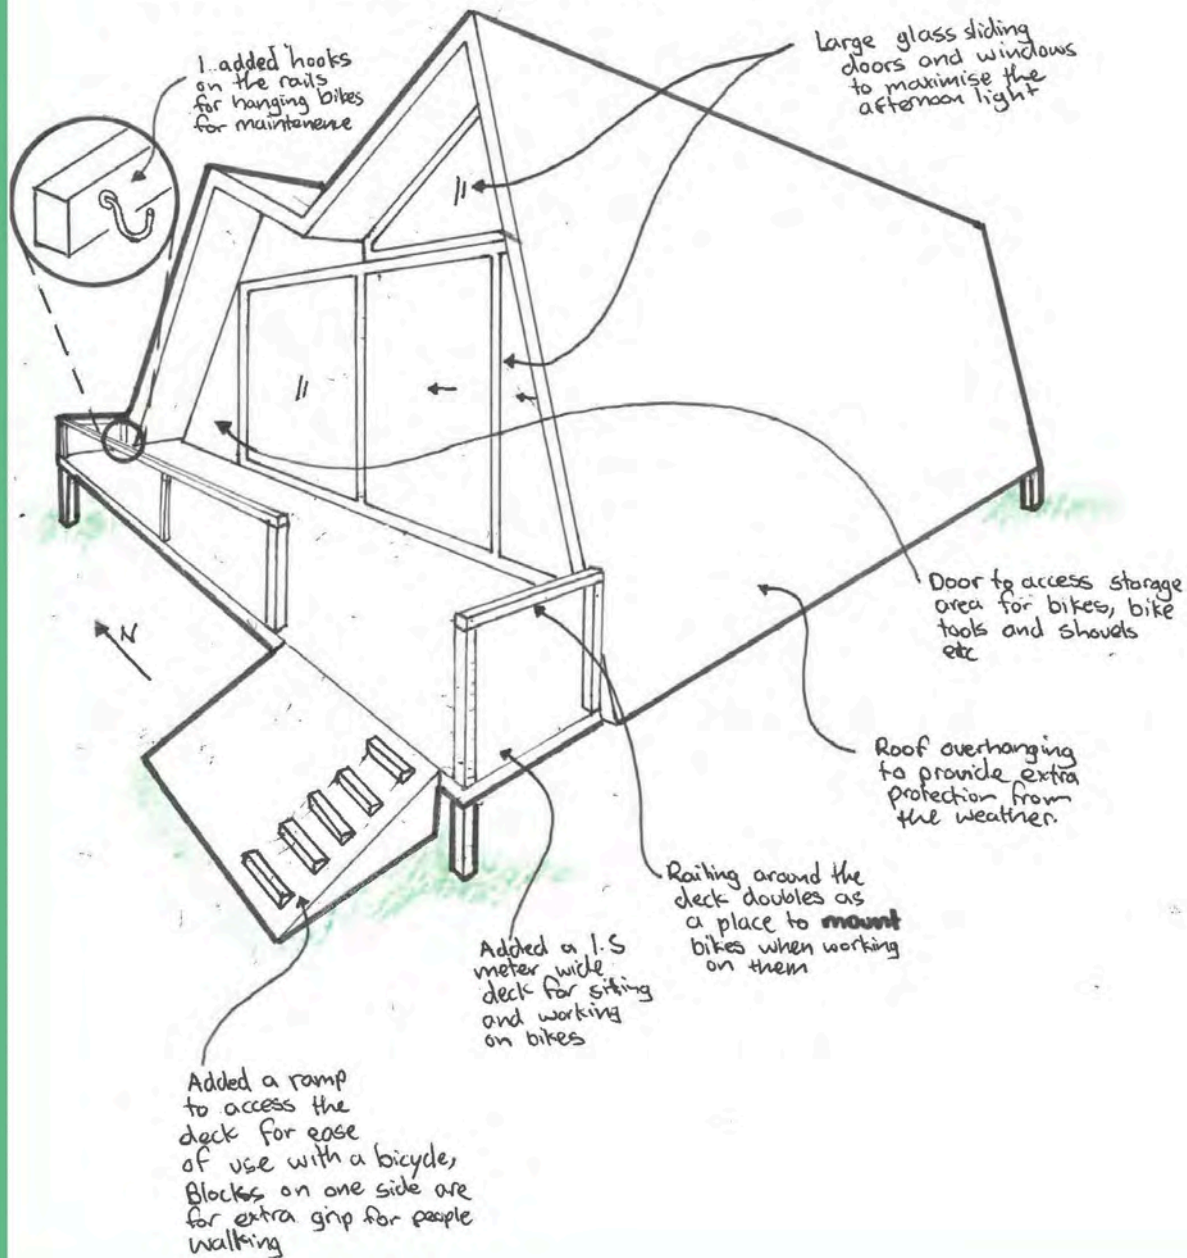 1..added hooks
on the rails
for hanging bikes
for maintenence
Large glass sliding
doors and windows
to maximise the
afternoon light
N
Door to access storage
area for bikes, bike
tools and shovels
etc
Roof overhanging
to provide extra
protection from
the weather.
Railing around the
deck doubles as
a place to mount
bikes when working
on them
Added a 1.5
meter wide
deck for sitting
and working
on bikes
Added a ramp
to access the
deck for ease
of use with a bicycle,
Blocks on one side are
for extra grip for people
walking